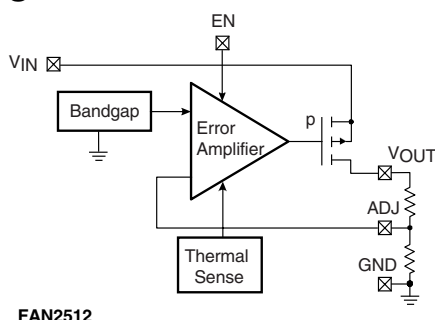 EN
VIN
p
Bandgap
Error
Amplifier
VOUT
ADJ
Thermal
Sense
GND
FAN2512